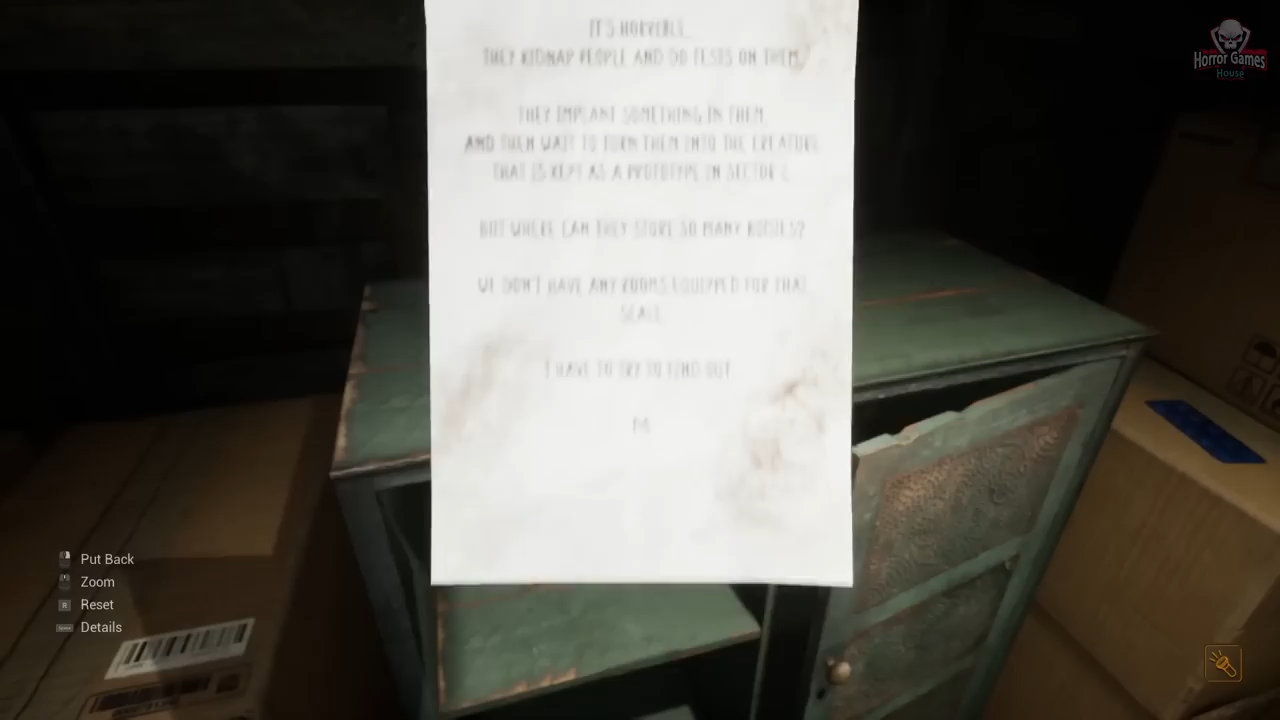 IT'S HORRIBLE.
THEY KIDNAP PEOPLE AND DO TESTS ON THEM.
THEY IMPLANT SOMETHING IN THEM.
AND THEN WAIT TO TURN THEM INTO THE CREATURE
THAT IS KEPT AS A PROTOTYPE IN SECTOR
BUT WHERE CAN THEY STORE SO MANY BODIES?
WE DON'T HAVE ANY ROOMS EQUIPPED FOR THAT
SCALE.
I HAVE TO TRY TO FIND OUT
Horror Games
House
Put Back
Zoom
R
Reset
Details